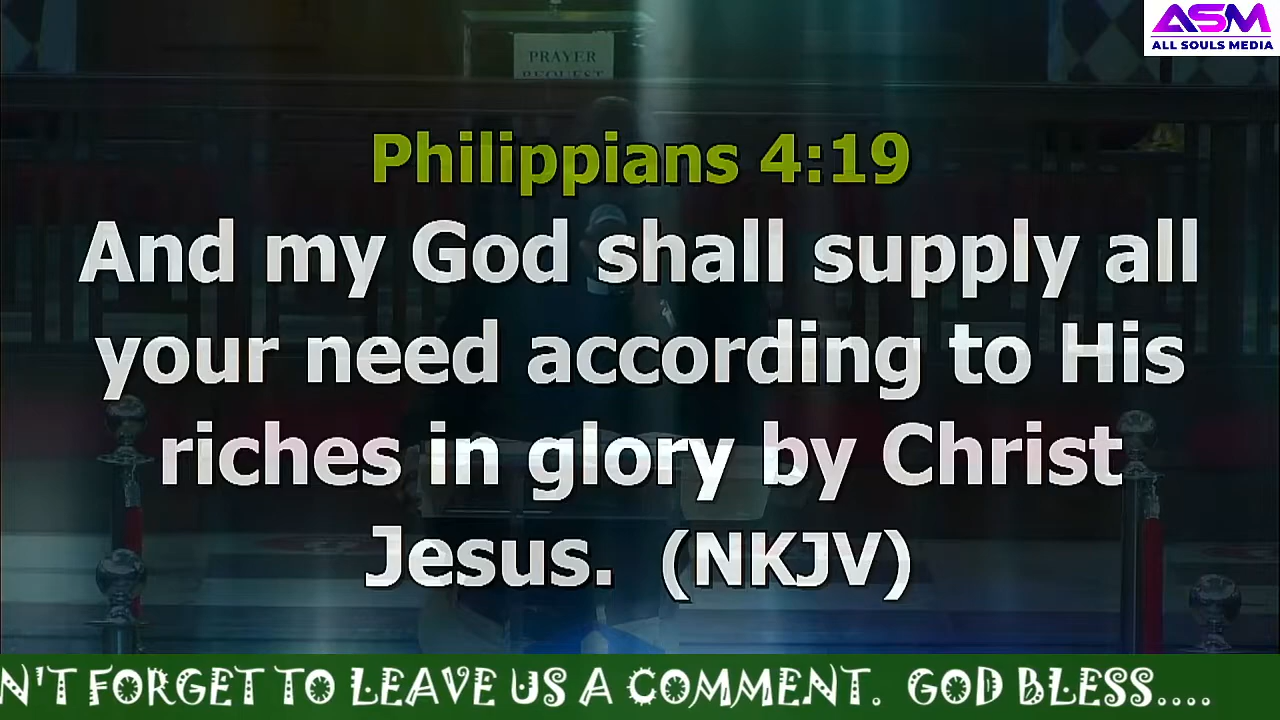 ASM
ALL SOULS MEDIA
PRAYER
REQUEST
Philippians 4:19
And my God shall supply all
your need according to His
riches in glory by Christ
Jesus. (NKJV)
N'T FORGET TO LEAVE US A COMMENT. GOD BLESS....